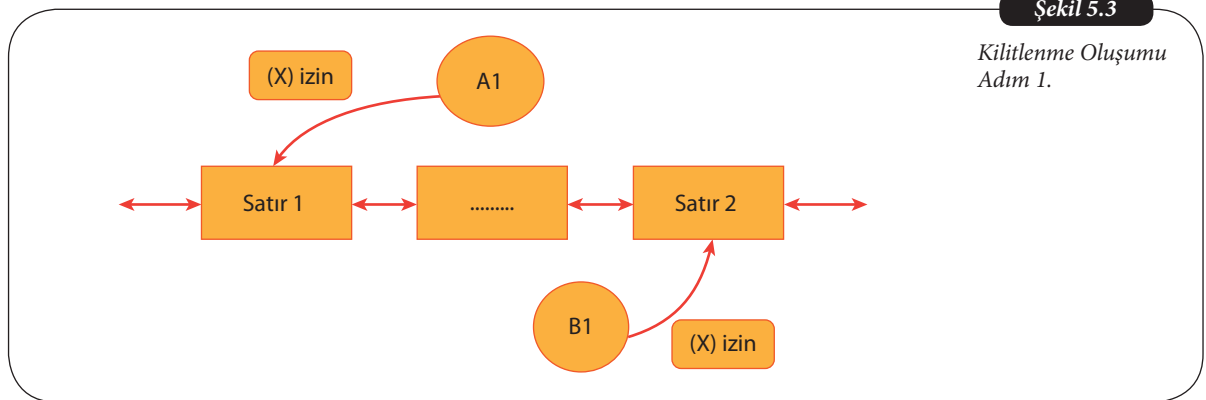 Şekil 5.3
Kilitlenme Oluşumu
Adım 1.
(X) izin
A1
Satır 1
.........
Satır 2
B1
(X) izin